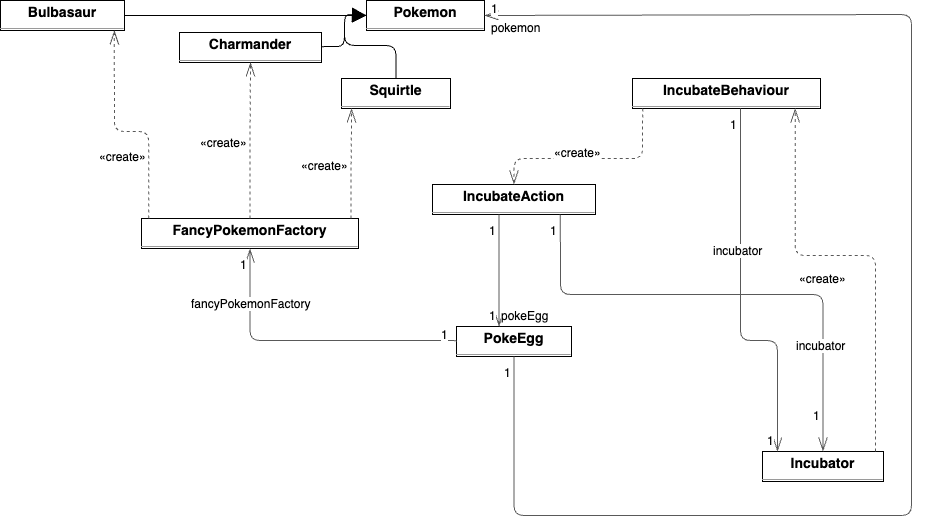 Bulbasaur
Pokemon
1
pokemon
Charmander
Squirtle
IncubateBehaviour
1
«create»
«create»
«create»
«create»
IncubateAction
1
1
FancyPokemonFactory
incubator
1
«create»
fancyPokemonFactory
1
pokeEgg
1
PokeEgg
incubator
1
1
1
Incubator